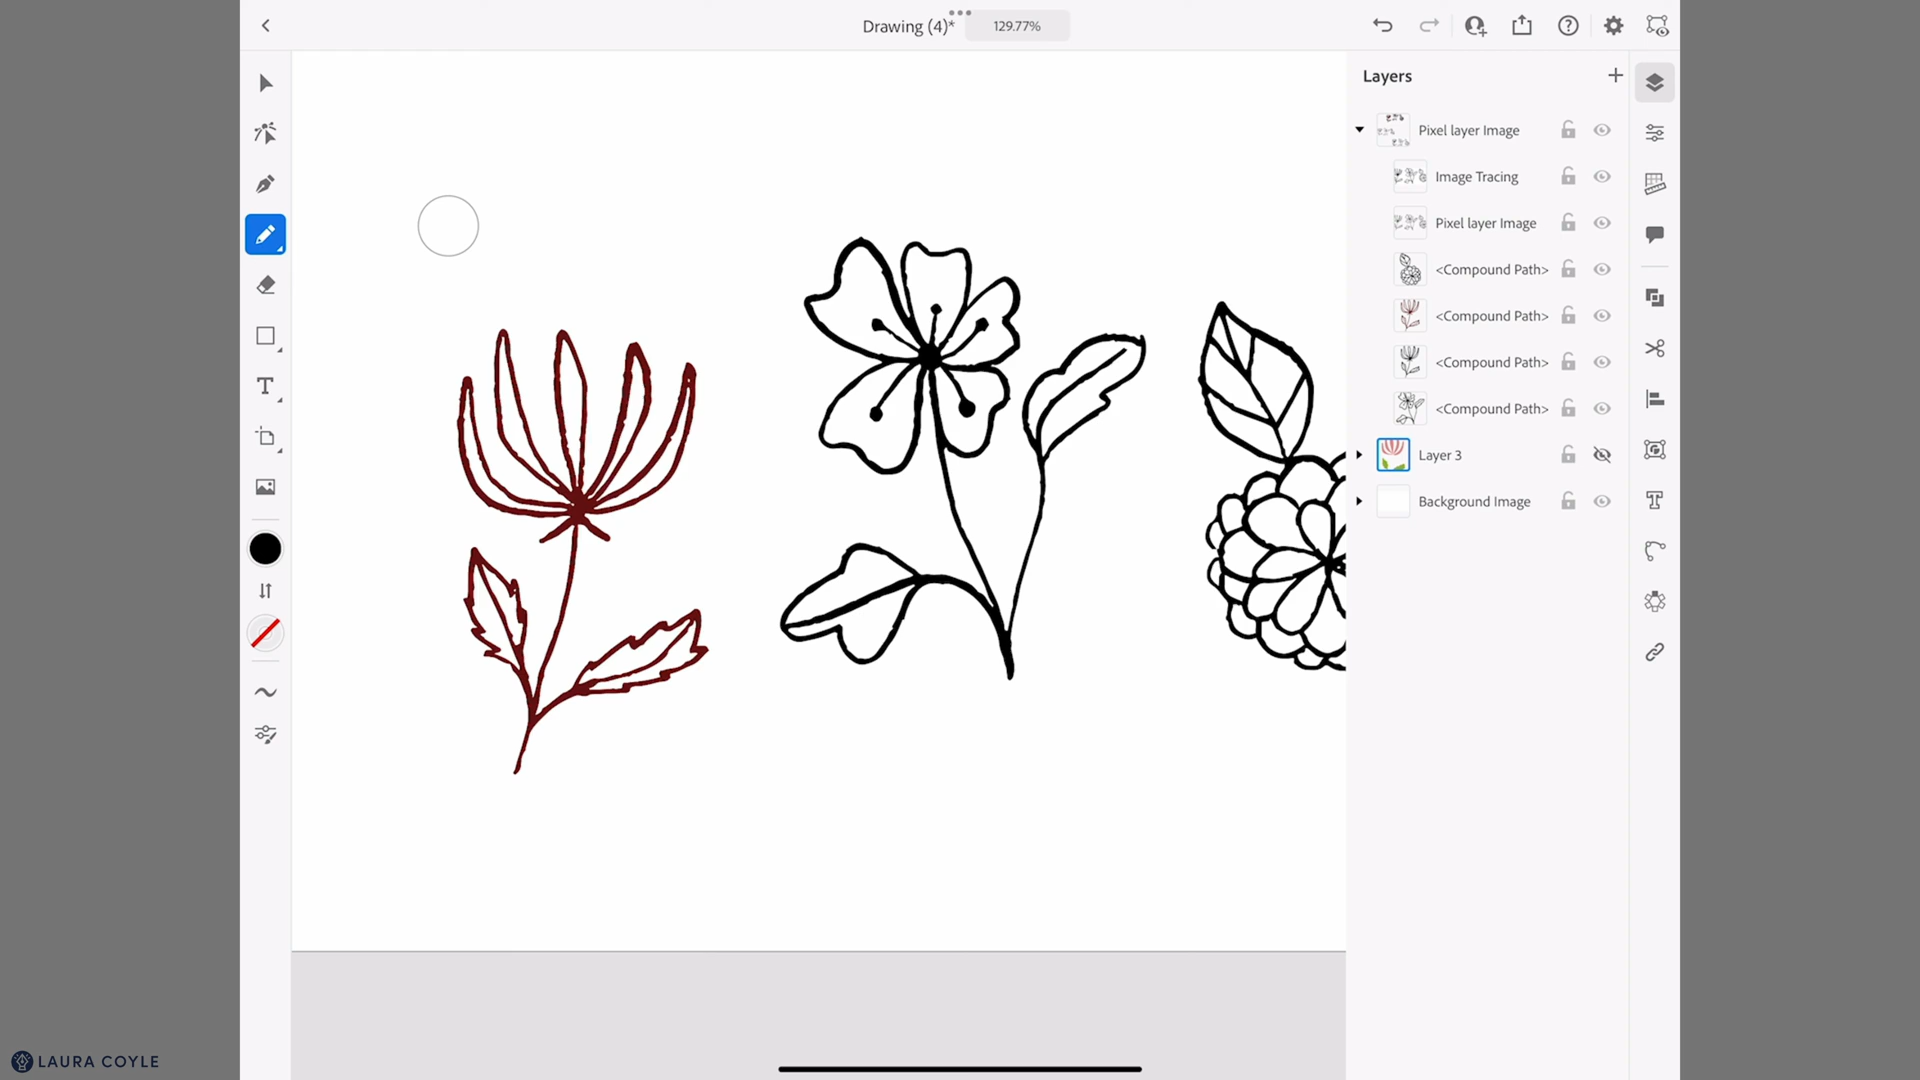 Drawing (4)*
129.77%
Layers
Pixel layer Image
Image Tracing
Pixel layer Image
<Compound Path>
<Compound Path>
<Compound Path>
<Compound Path>
Layer 3
Background Image
LAURA COYLE